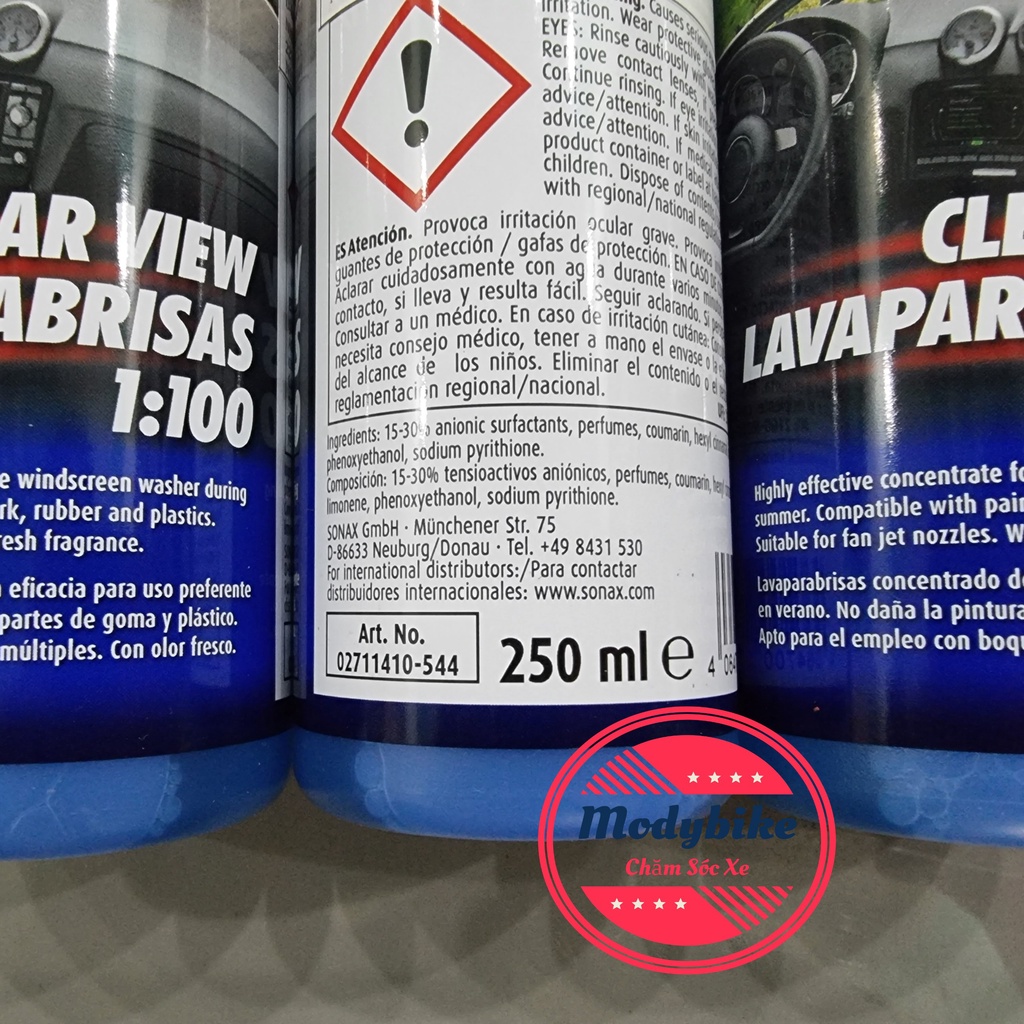 AR VIEW
ABRISAS
1:100
e windscreen washer during
rk, rubber and plastics.
resh fragrance.
eficacia para uso preferente
partes de goma y plástico.
múltiples. Con olor fresco.
Causes
irritation. Wear protective
EYES: Rinse cautiously
Remove contact lenses,
Continue rinsing. If eye
advice/attention. If skin
advice/attention. If medical
product container or label
children. Dispose of
with regional/national
ES Atención. Provoca irritación ocular grave.
guantes de protección / gafas de protección. EN CASO DE
Aclarar cuidadosamente con agua durante varios
contacto, si lleva y resulta fácil. Seguir aclarando. Si
Consultar a un médico. En caso de irritación cutánea:
necesita consejo médico, tener a mano el envase o
del alcance de los niños. Eliminar el contenido o
reglamentación regional/nacional.
Ingredients: 15-30% anionic surfactants, perfumes, coumarin, hexyl
phenoxyethanol, sodium pyrithione.
Composición: 15-30% tensioactivos aniónicos, perfumes, coumarin,
limonene, phenoxyethanol, sodium pyrithione.
SONAX GmbH · Münchener Str. 75
D-86633 Neuburg/Donau · Tel. +49 8431 530
For international distributors:/Para contactar
distribuidores internacionales: www.sonax.com
Art. No.
02711410-544
250 ml e
4 064
CLE
LAVAPAR
Highly effective concentrate fo
summer. Compatible with pain
Suitable for fan jet nozzles. W
Lavaparabrisas concentrado d
en verano. No daña la pintura
Apto para el empleo con boqu
Modybike
Chăm Sóc Xe